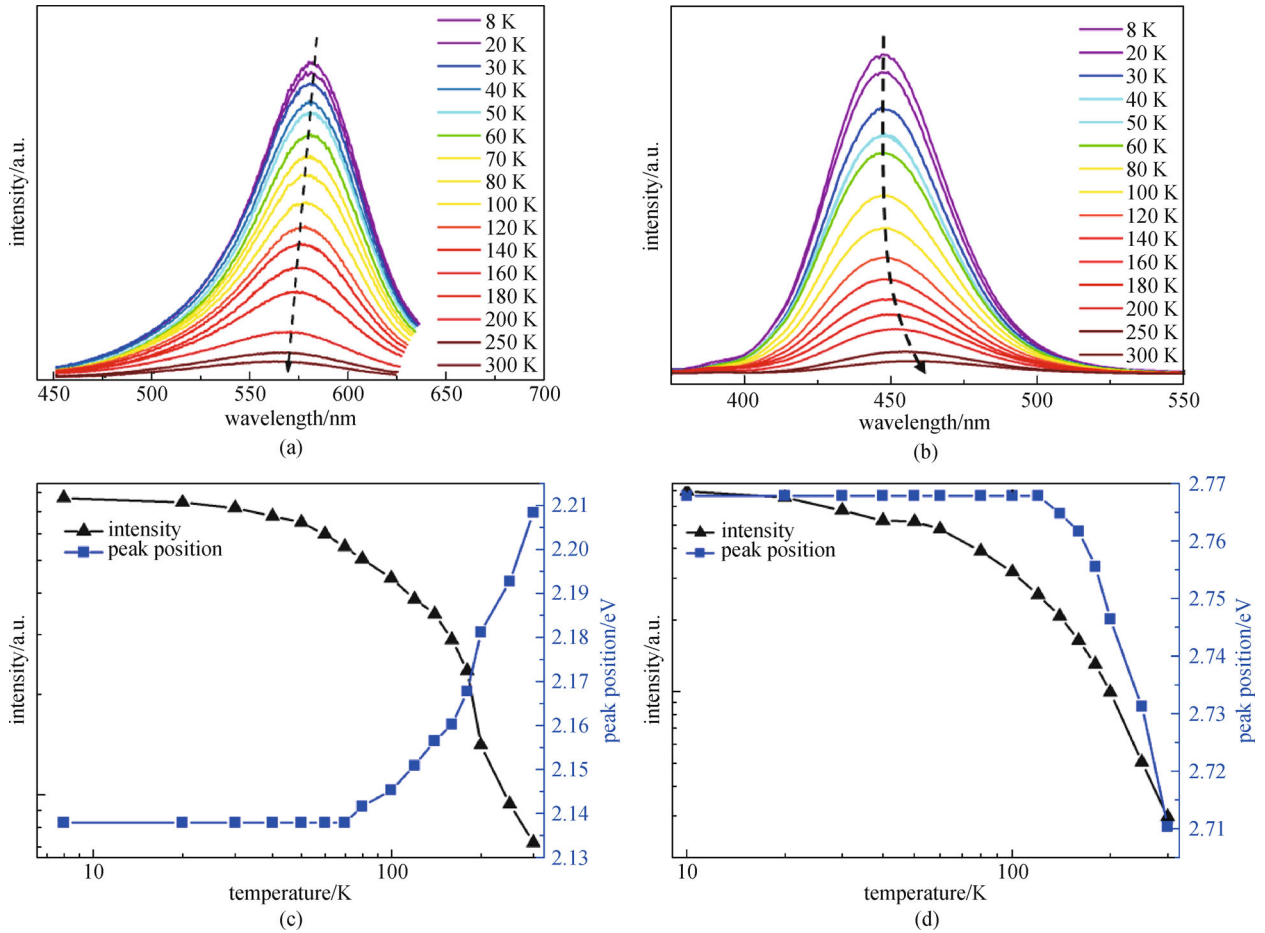 8 K
20 K
30 K
40 K
50 K
60 K
70 K
80 K
100 K
120 K
140 K
160 K
180 K
200 K
250 K
300 K
intensity/a.u.
450 500 550 600 650 700
wavelength/nm
(a)
8 K
20 K
30 K
40 K
50 K
60 K
80 K
100 K
120 K
140 K
160 K
180 K
200 K
250 K
300 K
intensity/a.u.
400 450 500 550
wavelength/nm
(b)
intensity
peak position
intensity/a.u.
2.21
2.20
2.19
2.18
2.17
2.16
2.15
2.14
2.13
peak position/eV
10 100
temperature/K
(c)
intensity
peak position
intensity/a.u.
2.77
2.76
2.75
2.74
2.73
2.72
2.71
peak position/eV
10 100
temperature/K
(d)